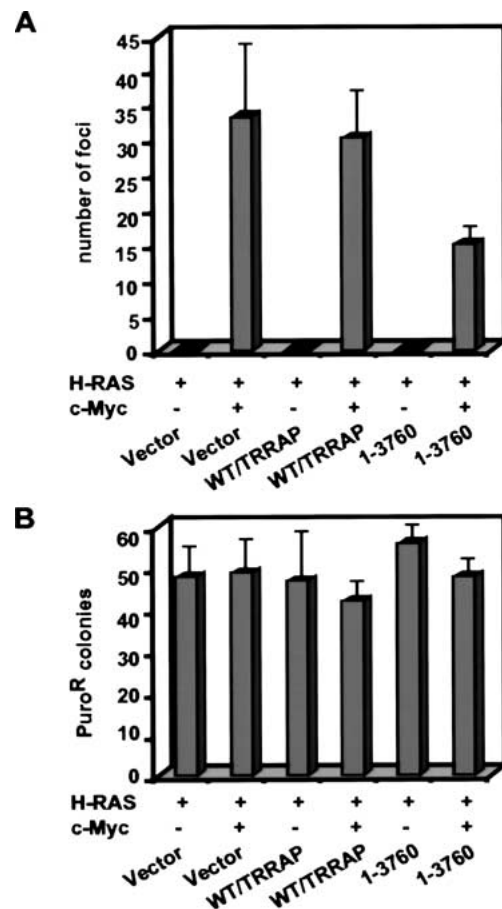 A
number of foci
45
40
35
30
25
20
15
10
5
0
H-RAS + + + + + +
c-Myc - + - + - +
Vector Vector WT/TRRAP WT/TRRAP 1-3760 1-3760
B
Puro^R colonies
60
50
40
30
20
10
0
H-RAS + + + + + +
c-Myc - + - + - +
Vector Vector WT/TRRAP WT/TRRAP 1-3760 1-3760